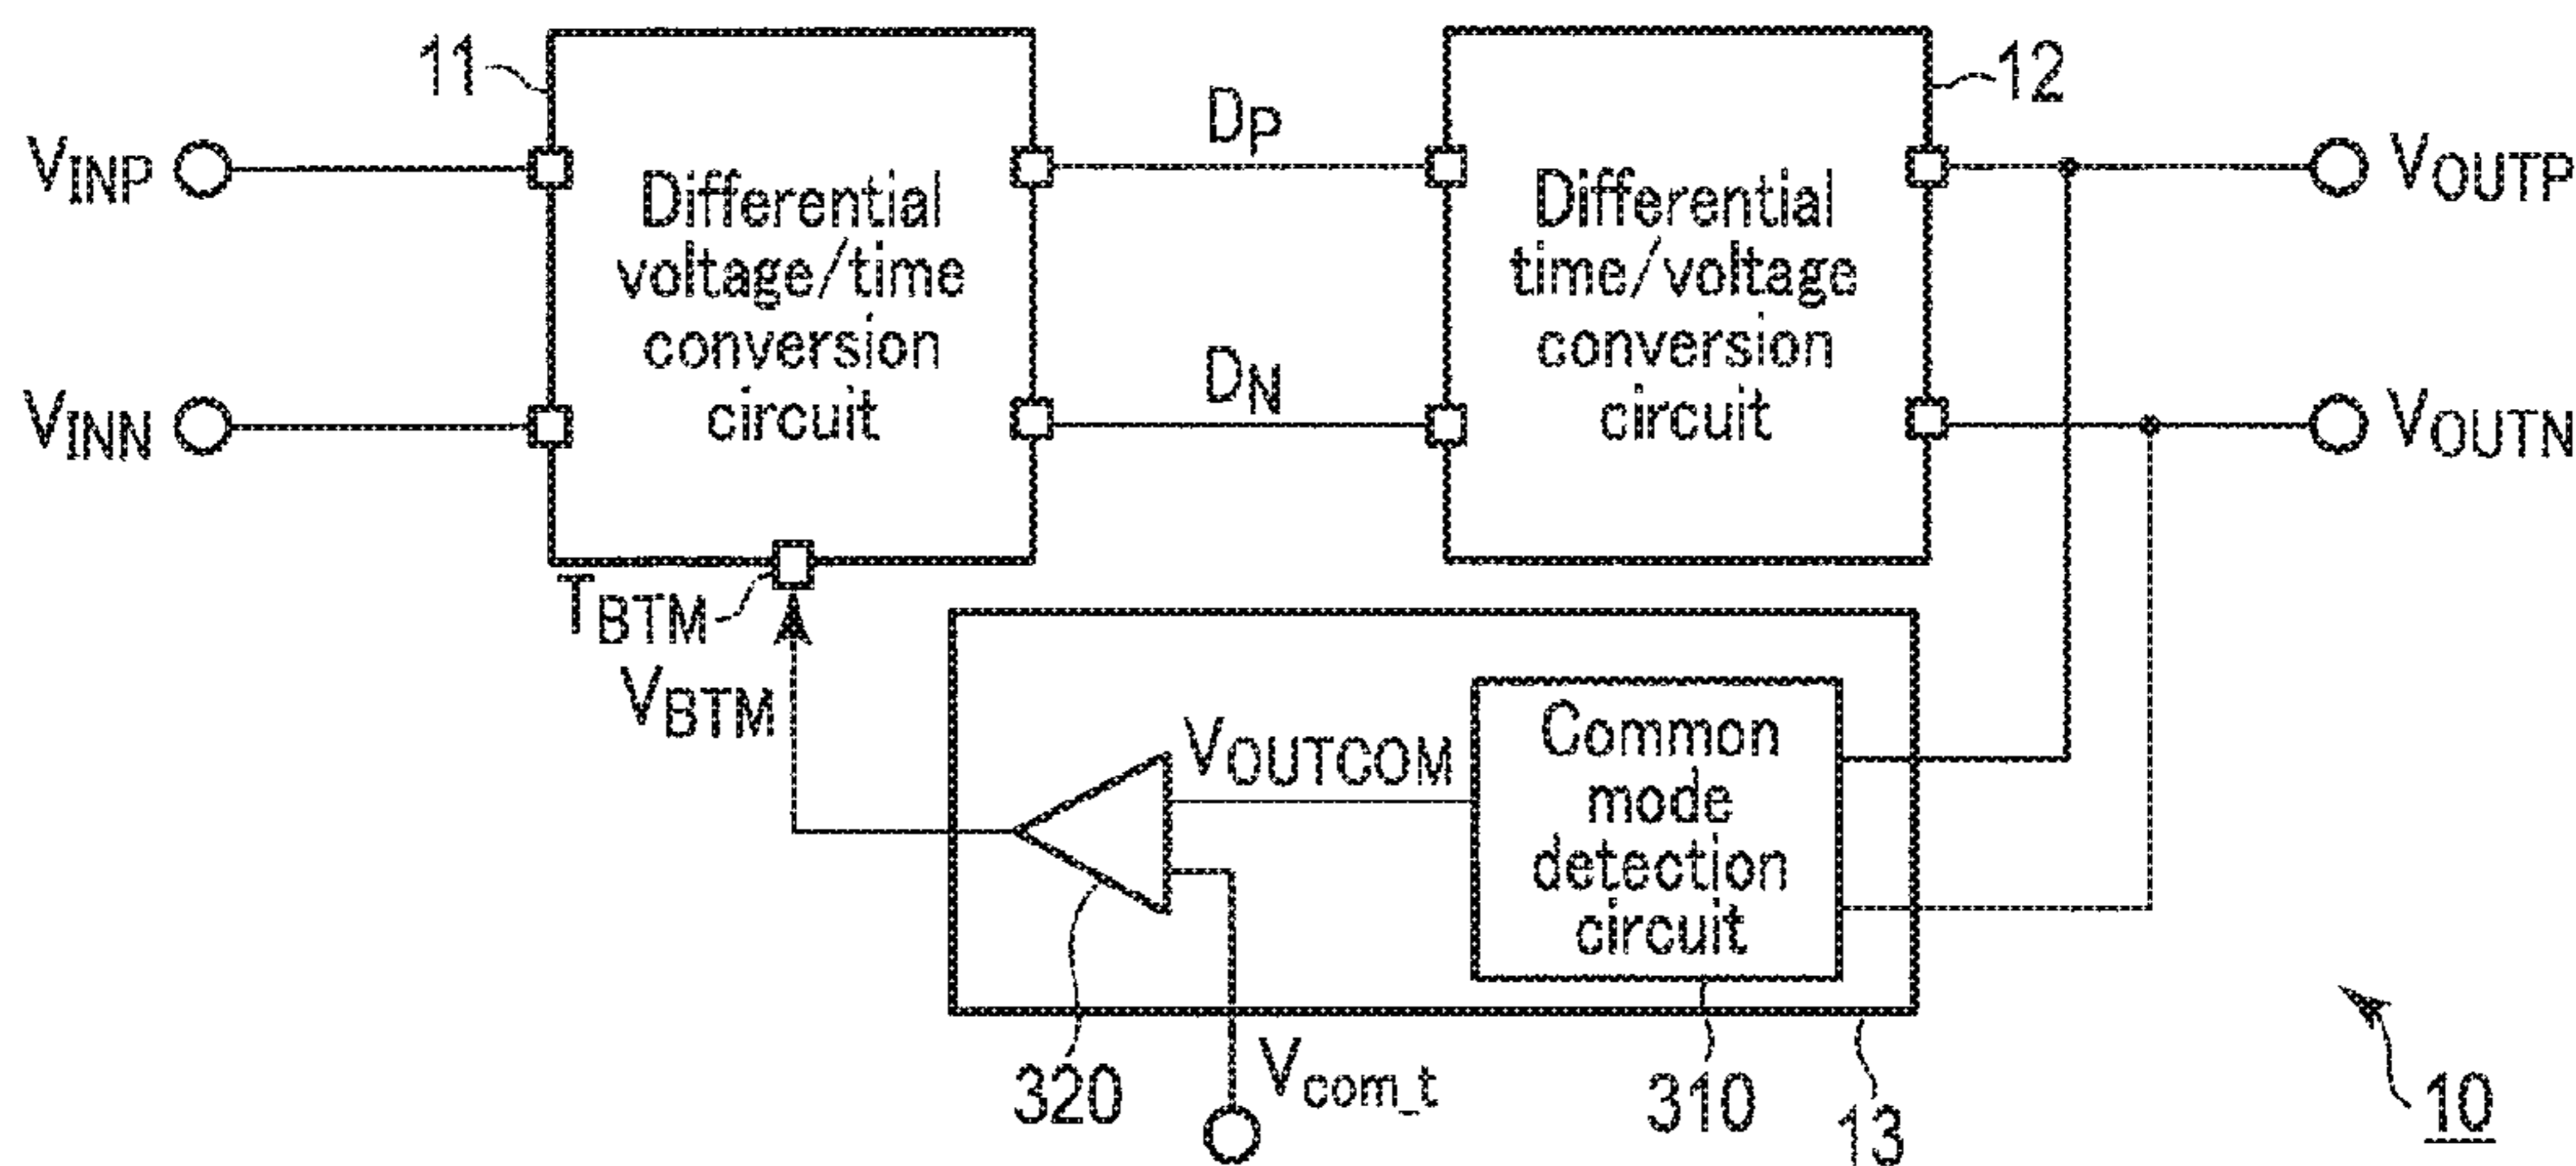 11
12
VINP
VINN
Differential
voltage/time
conversion
circuit
DP
DN
Differential
time/voltage
conversion
circuit
VOUTP
VOUTN
TBTM
VBTM
VOUTCOM
Common
mode
detection
circuit
320
Vcom_t
310
13
10